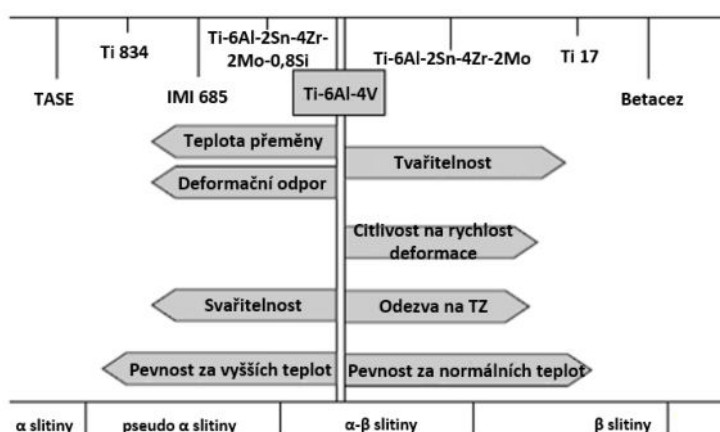 Ti 834
Ti-6Al-2Sn-4Zr-
2Mo-0,8Si
Ti-6Al-2Sn-4Zr-2Mo
Ti 17
TASE
IMI 685
Ti-6Al-4V
Betacez
Teplota přeměny
Tvařitelnost
Deformační odpor
Citlivost na rychlost
deformace
Svařitelnost
Odezva na TZ
Pevnost za vyšších teplot
Pevnost za normálních teplot
α slitiny
pseudo α slitiny
α-β slitiny
β slitiny